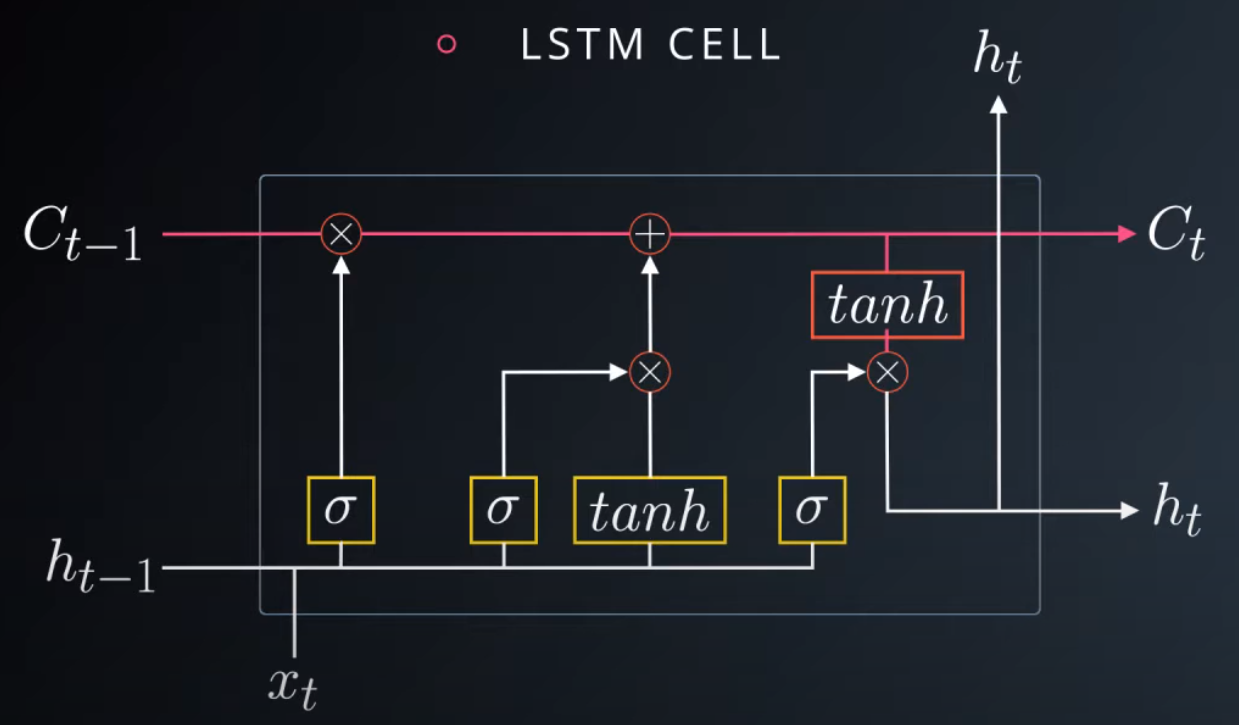 LSTM CELL
h_t
C_{t-1}
×
+
C_t
tanh
×
×
σ
σ
tanh
σ
h_t
h_{t-1}
x_t